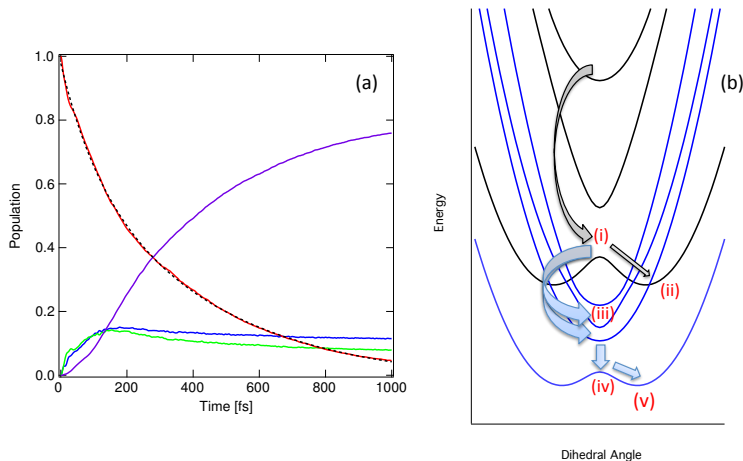 (a)
1.0
0.8
0.6
0.4
0.2
0.0
Population
0
200
400
600
800
1000
Time [fs]
(b)
Energy
(i)
(ii)
(iii)
(iv)
(v)
Dihedral Angle